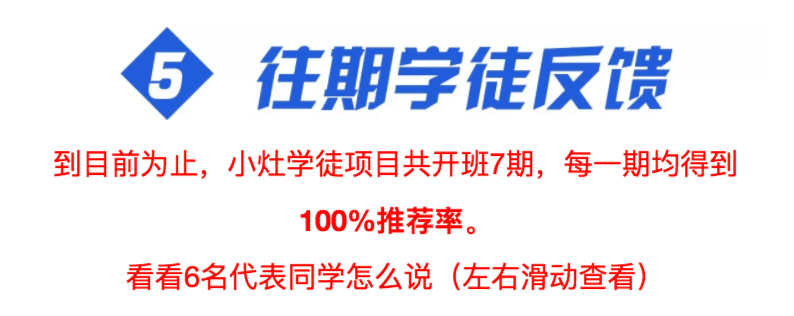 5 往期学徒反馈
到目前为止，小灶学徒项目共开班7期，每一期均得到
100%推荐率。
看看6名代表同学怎么说（左右滑动查看）